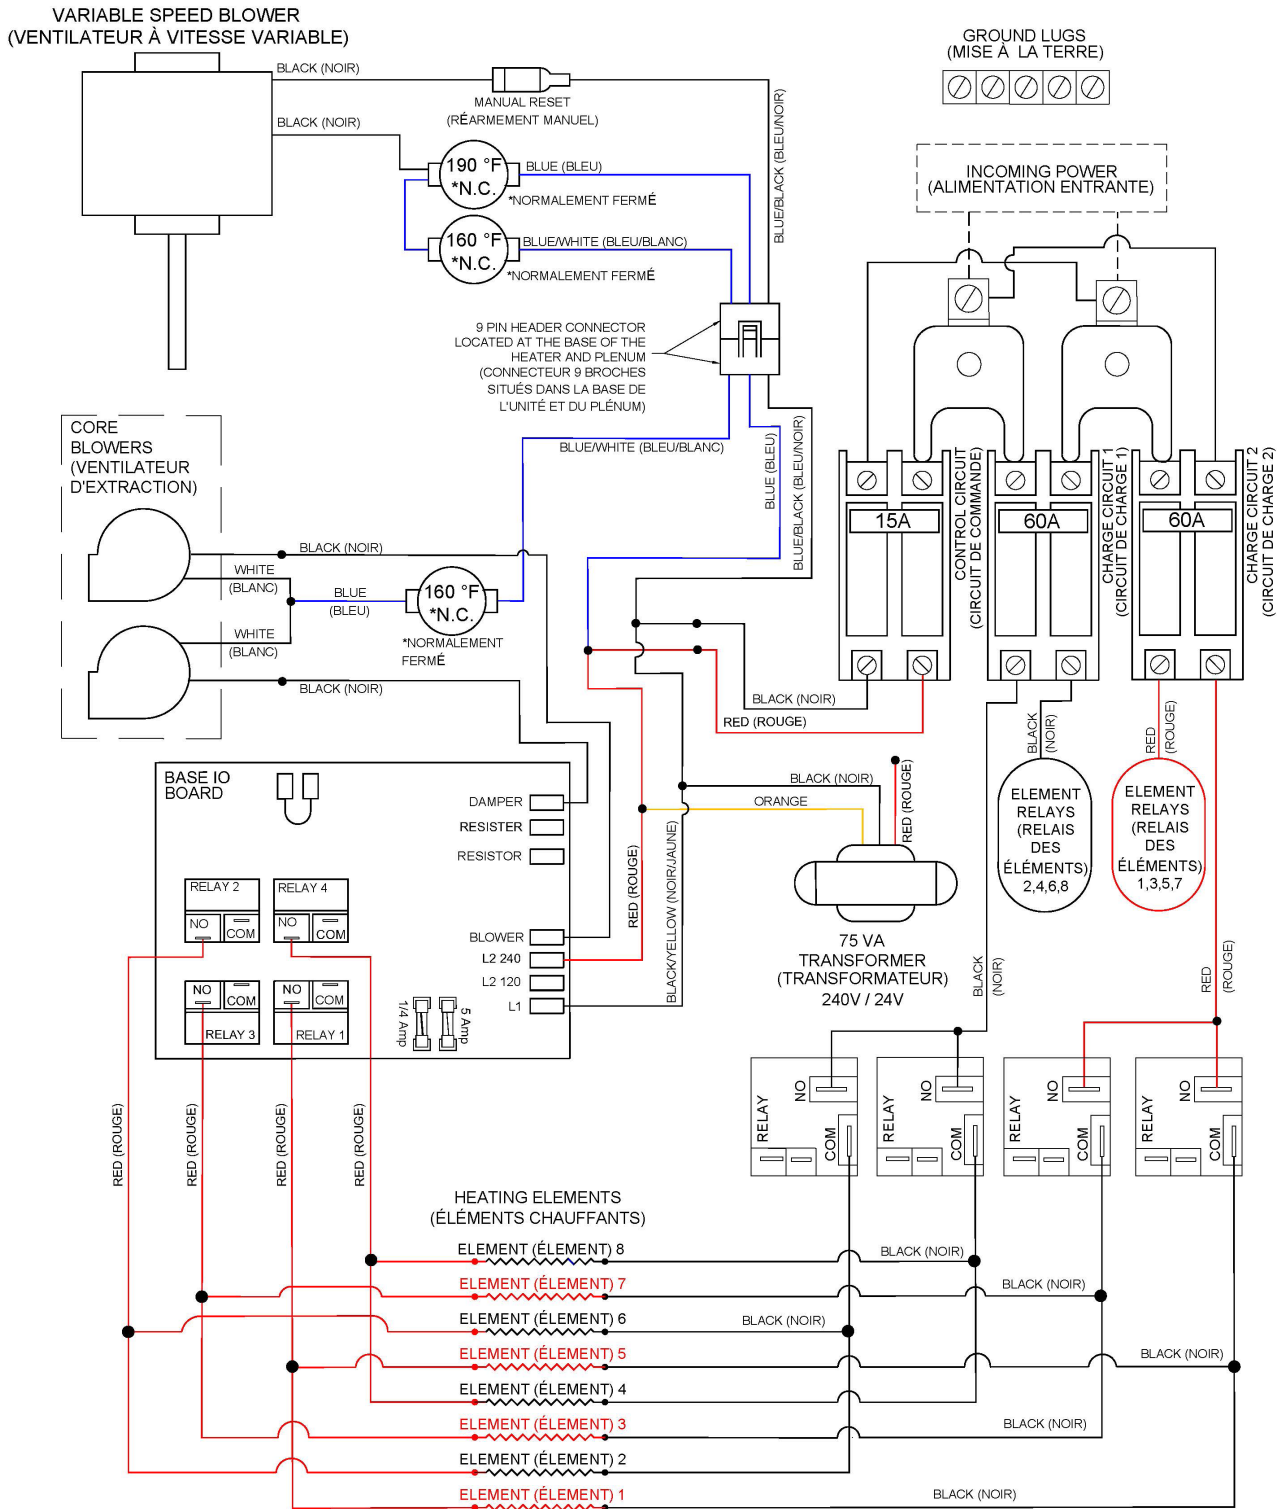 VARIABLE SPEED BLOWER
(VENTILATEUR À VITESSE VARIABLE)
BLACK (NOIR)
MANUAL RESET
(RÉARMEMENT MANUEL)
BLACK (NOIR)
190 °F
*N.C.
BLUE (BLEU)
*NORMALEMENT FERMÉ
160 °F
*N.C.
BLUE/WHITE (BLEU/BLANC)
*NORMALEMENT FERMÉ
BLUE/BLACK (BLEU/NOIR)
GROUND LUGS
(MISE À LA TERRE)
INCOMING POWER
(ALIMENTATION ENTRANTE)
9 PIN HEADER CONNECTOR
LOCATED AT THE BASE OF THE
HEATER AND PLENUM
(CONNECTEUR 9 BROCHES
SITUÉS DANS LA BASE DE
L'UNITÉ ET DU PLÉNUM)
BLUE/WHITE (BLEU/BLANC)
BLUE (BLEU)
BLUE/BLACK (BLEU/NOIR)
CORE
BLOWERS
(VENTILATEUR
D'EXTRACTION)
BLACK (NOIR)
WHITE
(BLANC)
BLUE
(BLEU)
160 °F
*N.C.
*NORMALEMENT
FERMÉ
WHITE
(BLANC)
BLACK (NOIR)
15A
CONTROL CIRCUIT
(CIRCUIT DE COMMANDE)
60A
CHARGE CIRCUIT 1
(CIRCUIT DE CHARGE 1)
60A
CHARGE CIRCUIT 2
(CIRCUIT DE CHARGE 2)
BLACK (NOIR)
RED (ROUGE)
BLACK
(NOIR)
RED
(ROUGE)
BASE IO
BOARD
DAMPER
RESISTER
RESISTOR
BLOWER
L2 240
L2 120
L1
RELAY 2
NO
COM
RELAY 4
NO
COM
NO
COM
RELAY 3
NO
COM
RELAY 1
1/4 Amp
5 Amp
RED (ROUGE)
BLACK/YELLOW (NOIR/JAUNE)
BLACK (NOIR)
ORANGE
RED (ROUGE)
75 VA
TRANSFORMER
(TRANSFORMATEUR)
240V / 24V
ELEMENT
RELAYS
(RELAIS
DES
ÉLÉMENTS)
2,4,6,8
ELEMENT
RELAYS
(RELAIS
DES
ÉLÉMENTS)
1,3,5,7
BLACK
(NOIR)
RED
(ROUGE)
RELAY
NO
COM
RELAY
NO
COM
RELAY
NO
COM
RELAY
NO
COM
RED (ROUGE)
RED (ROUGE)
RED (ROUGE)
RED (ROUGE)
HEATING ELEMENTS
(ÉLÉMENTS CHAUFFANTS)
ELEMENT (ÉLEMENT) 8
BLACK (NOIR)
ELEMENT (ÉLEMENT) 7
BLACK (NOIR)
ELEMENT (ÉLEMENT) 6
BLACK (NOIR)
ELEMENT (ÉLEMENT) 5
BLACK (NOIR)
ELEMENT (ÉLEMENT) 4
ELEMENT (ÉLEMENT) 3
BLACK (NOIR)
ELEMENT (ÉLEMENT) 2
ELEMENT (ÉLEMENT) 1
BLACK (NOIR)